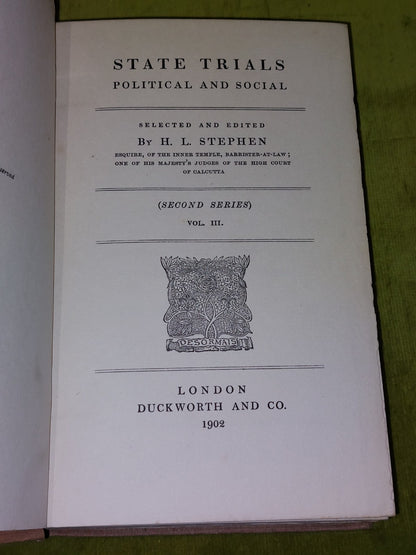 STATE TRIALS
POLITICAL AND SOCIAL
SELECTED AND EDITED
BY H. L. STEPHEN
ESQUIRE, OF THE INNER TEMPLE, BARRISTER-AT-LAW;
ONE OF HIS MAJESTY'S JUDGES OF THE HIGH COURT
OF CALCUTTA
(SECOND SERIES)
VOL. III.
DESORMAIS
LONDON
DUCKWORTH AND CO.
1902